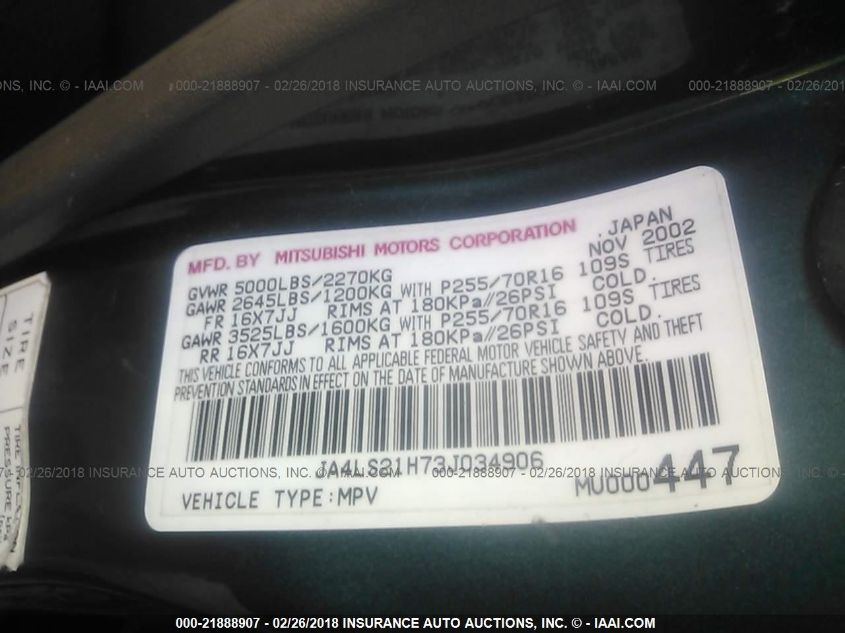 INSURANCE AUTO AUCTIONS, INC. © - IAAI.COM 000-21888907 - 02/26/2018 INSURANCE AUTO AUCTIONS, INC. © - IAAI.COM 000-21888907 - 02/26/2018
MFD. BY MITSUBISHI MOTORS CORPORATION , JAPAN
NOV 2002
GVWR 5000LBS/2270KG
GAWR 2645LBS/1200KG WITH P255/70R16 109S TIRES
FR 16X7JJ RIMS AT 180KPa//26PSI COLD.
GAWR 3525LBS/1600KG WITH P255/70R16 109S TIRES
RR 16X7JJ RIMS AT 180KPa//26PSI COLD.
THIS VEHICLE CONFORMS TO ALL APPLICABLE FEDERAL MOTOR VEHICLE SAFETY AND THEFT
PREVENTION STANDARDS IN EFFECT ON THE DATE OF MANUFACTURE SHOWN ABOVE.
JA4LS21H73J034906
VEHICLE TYPE:MPV MU000447
TIRE
SIZE
PRESSURE
000-21888907 - 02/26/2018 INSURANCE AUTO AUCTIONS, INC. © - IAAI.COM